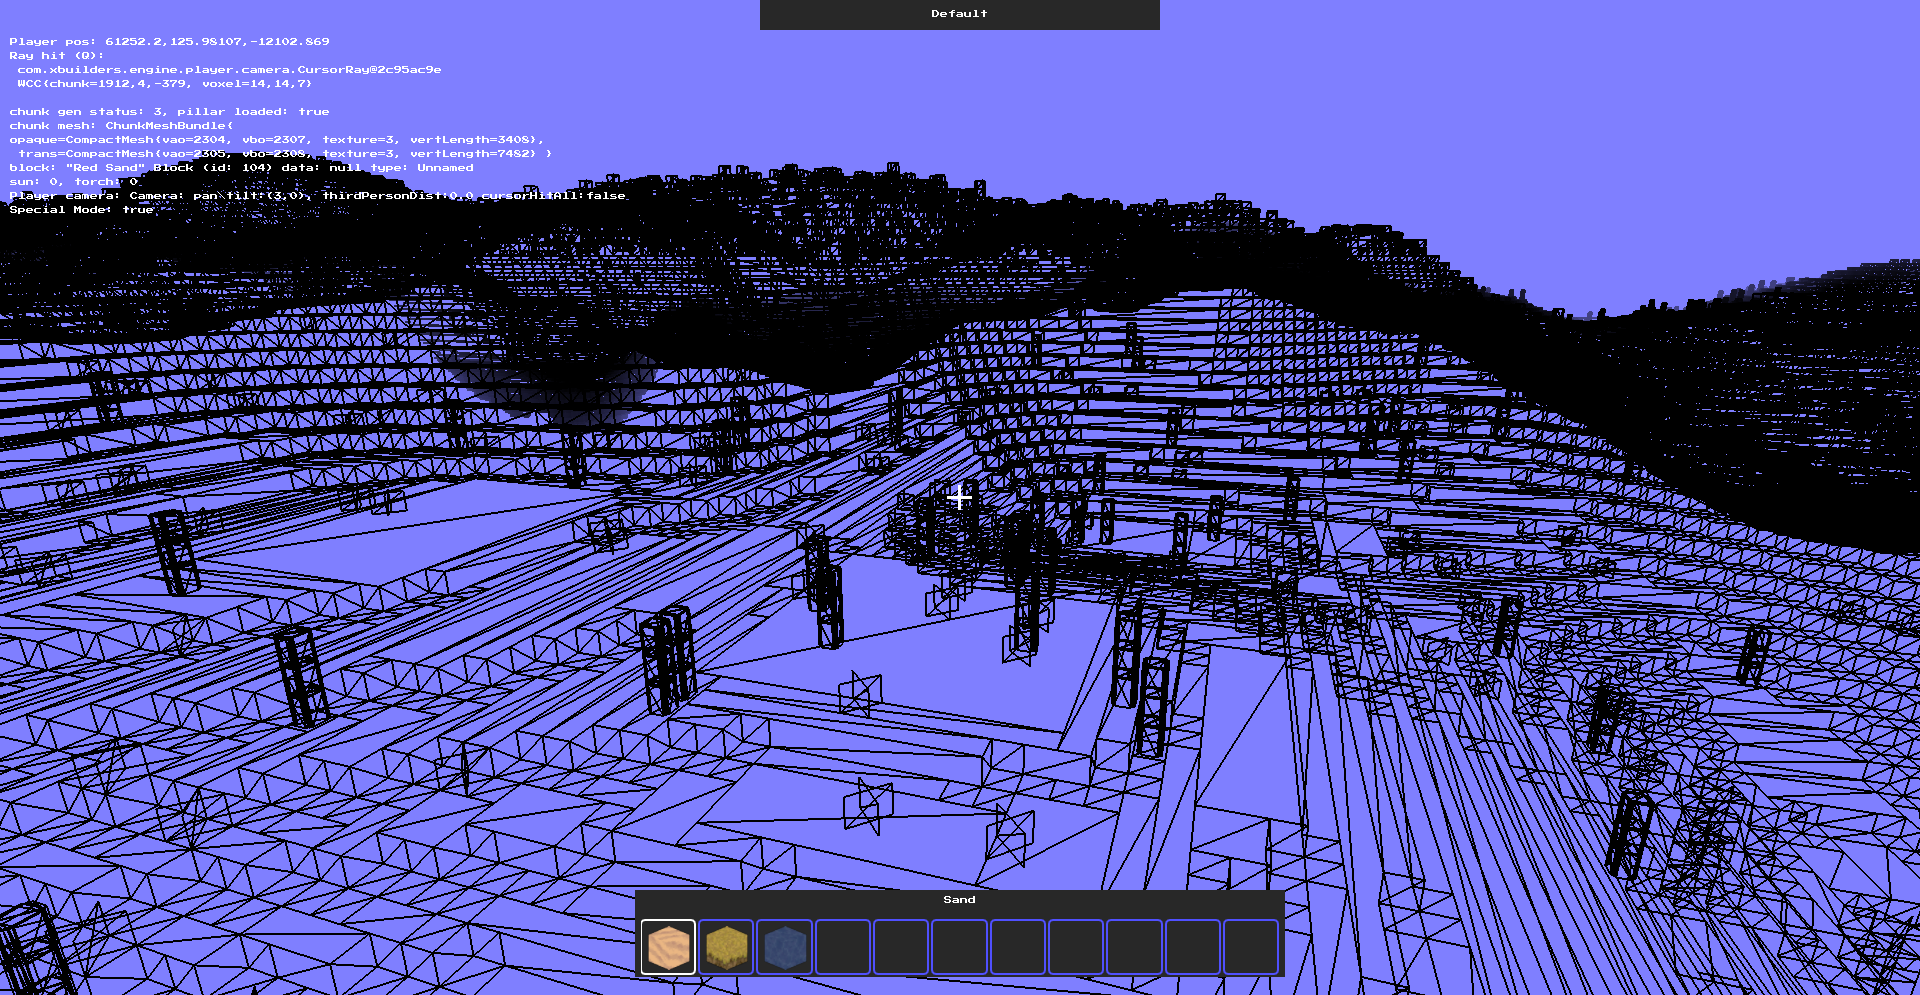 Default
Player pos: 61252.2,125.98107,-12102.869
Ray hit (Q):
com.xbuilders.engine.player.camera.CursorRay@2c95ac9e
WCC{chunk=1912,4,-379, voxel=14,14,7}
chunk gen status: 3, pillar loaded: true
chunk mesh: ChunkMeshBundle{
opaque=CompactMesh{vao=2304, vbo=2307, texture=3, vertLength=3408},
trans=CompactMesh{vao=2305, vbo=2308, texture=3, vertLength=7482} }
block: "Red Sand" Block (id: 104) data: null type: Unnamed
sun: 0, torch: 0
Player camera: Camera: pan\tilt:(3,0), thirdPersonDist:0.0 cursorHitAll:false
Special Mode: true
Sand